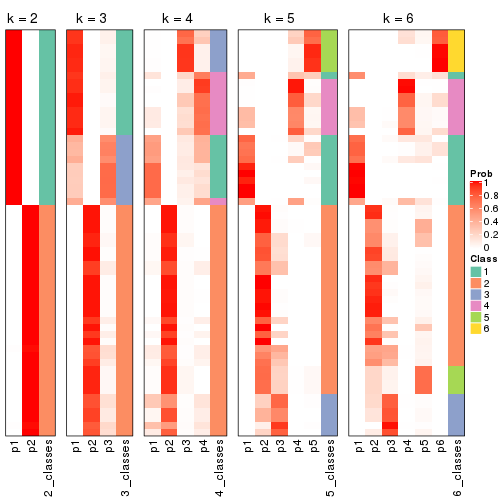 k = 2
k = 3
k = 4
k = 5
k = 6
Prob
1
0.8
0.6
0.4
0.2
0
Class
1
2
3
4
5
6
p1
p2
2_classes
p1
p2
p3
3_classes
p1
p2
p3
p4
4_classes
p1
p2
p3
p4
p5
5_classes
p1
p2
p3
p4
p5
p6
6_classes